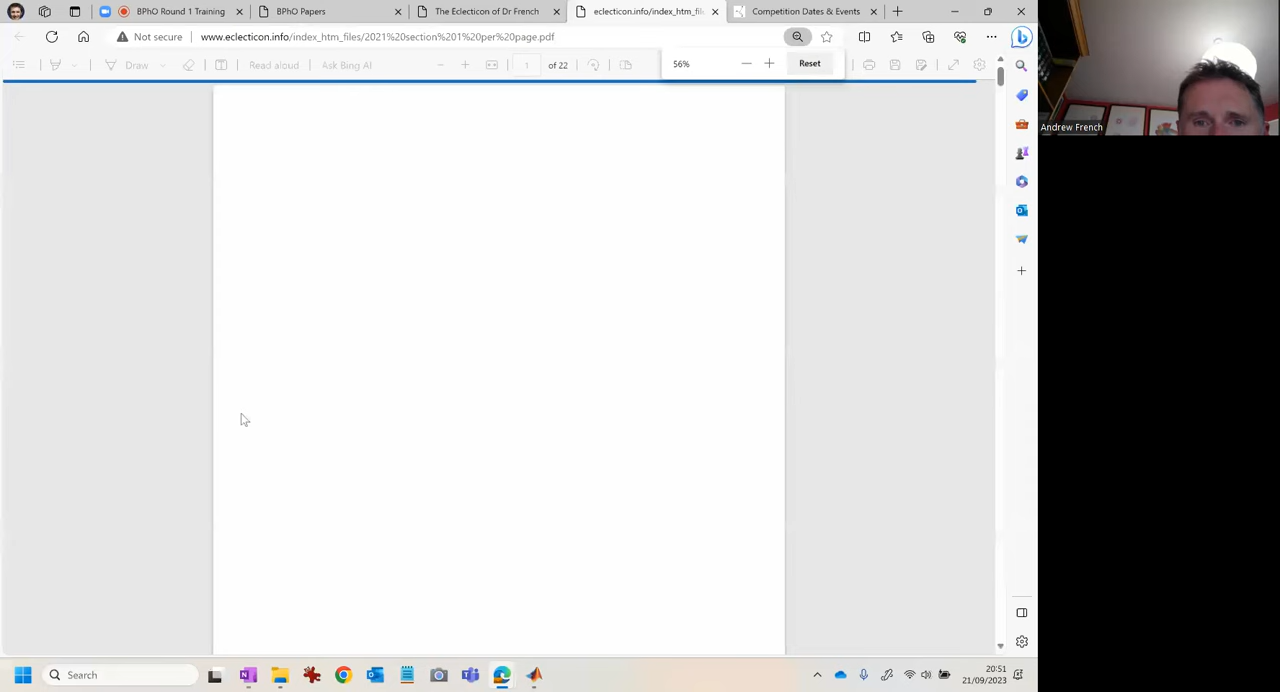 BPhO Round 1 Training
BPhO Papers
The Eclecticon of Dr French
eclecticon.info/index_htm_file
Competition Dates & Events
Not secure
www.eclecticon.info/index_htm_files/2021%20section%201%20per%20page.pdf
Draw
Read aloud
Ask Bing AI
1
of 22
56%
Reset
Andrew French
Search
20:51
21/09/2023